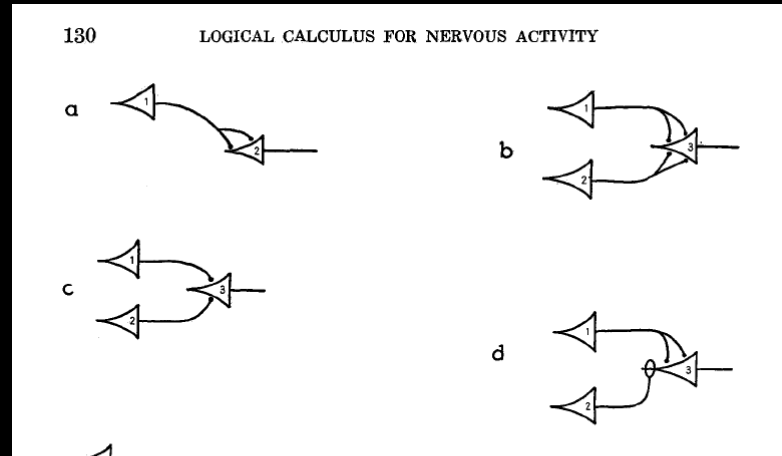 130 LOGICAL CALCULUS FOR NERVOUS ACTIVITY
a 1 2
b 1 2 3
c 1 2 3
d 1 2 3